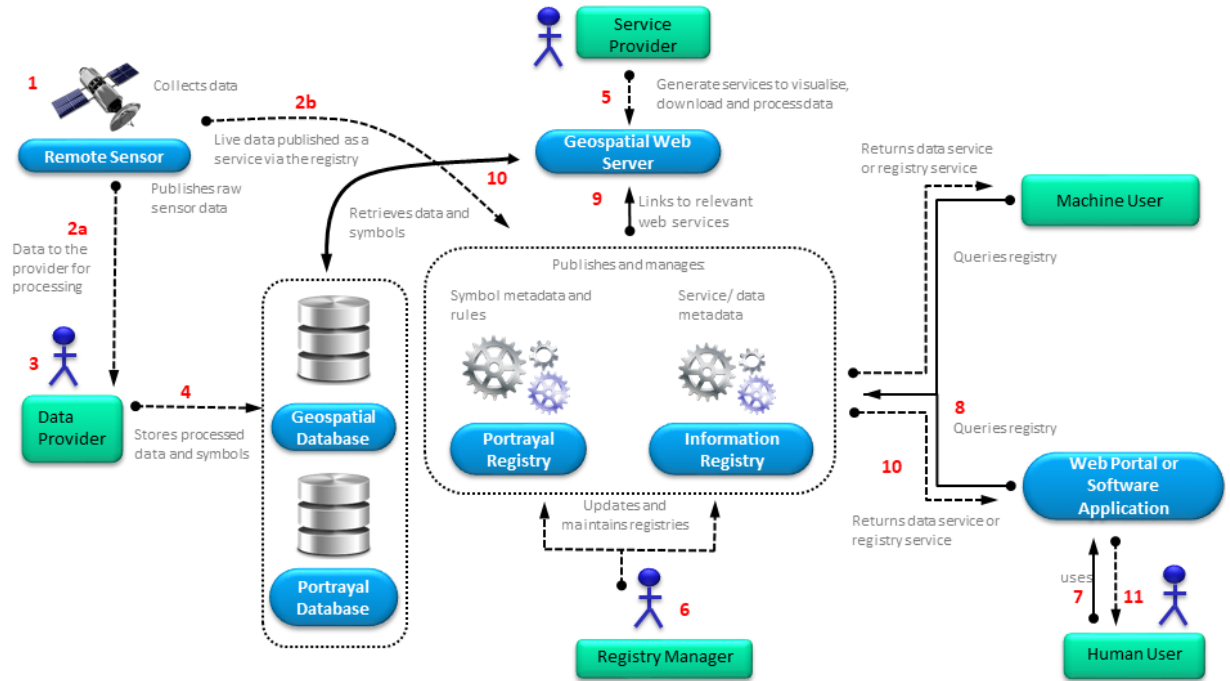 Service
Provider
1
Collects data
2b
5
Generate services to visualise,
download and process data
Remote Sensor
Live data published as a
service via the registry
Geospatial Web
Server
Returns data service
or registry service
Publishes raw
sensor data
10
9
Links to relevant
web services
Machine User
2a
Data to the
provider for
processing
Retrieves data and
symbols
Queries registry
Publishes and manages:
Symbol metadata and
rules
Service/ data
metadata
3
4
Data
Provider
Stores processed
data and symbols
Geospatial
Database
Portrayal
Registry
Information
Registry
8
Queries registry
10
Web Portal or
Software
Application
Updates and
maintains registries
Returns data service or
registry service
Portrayal
Database
6
uses
7
11
Registry Manager
Human User